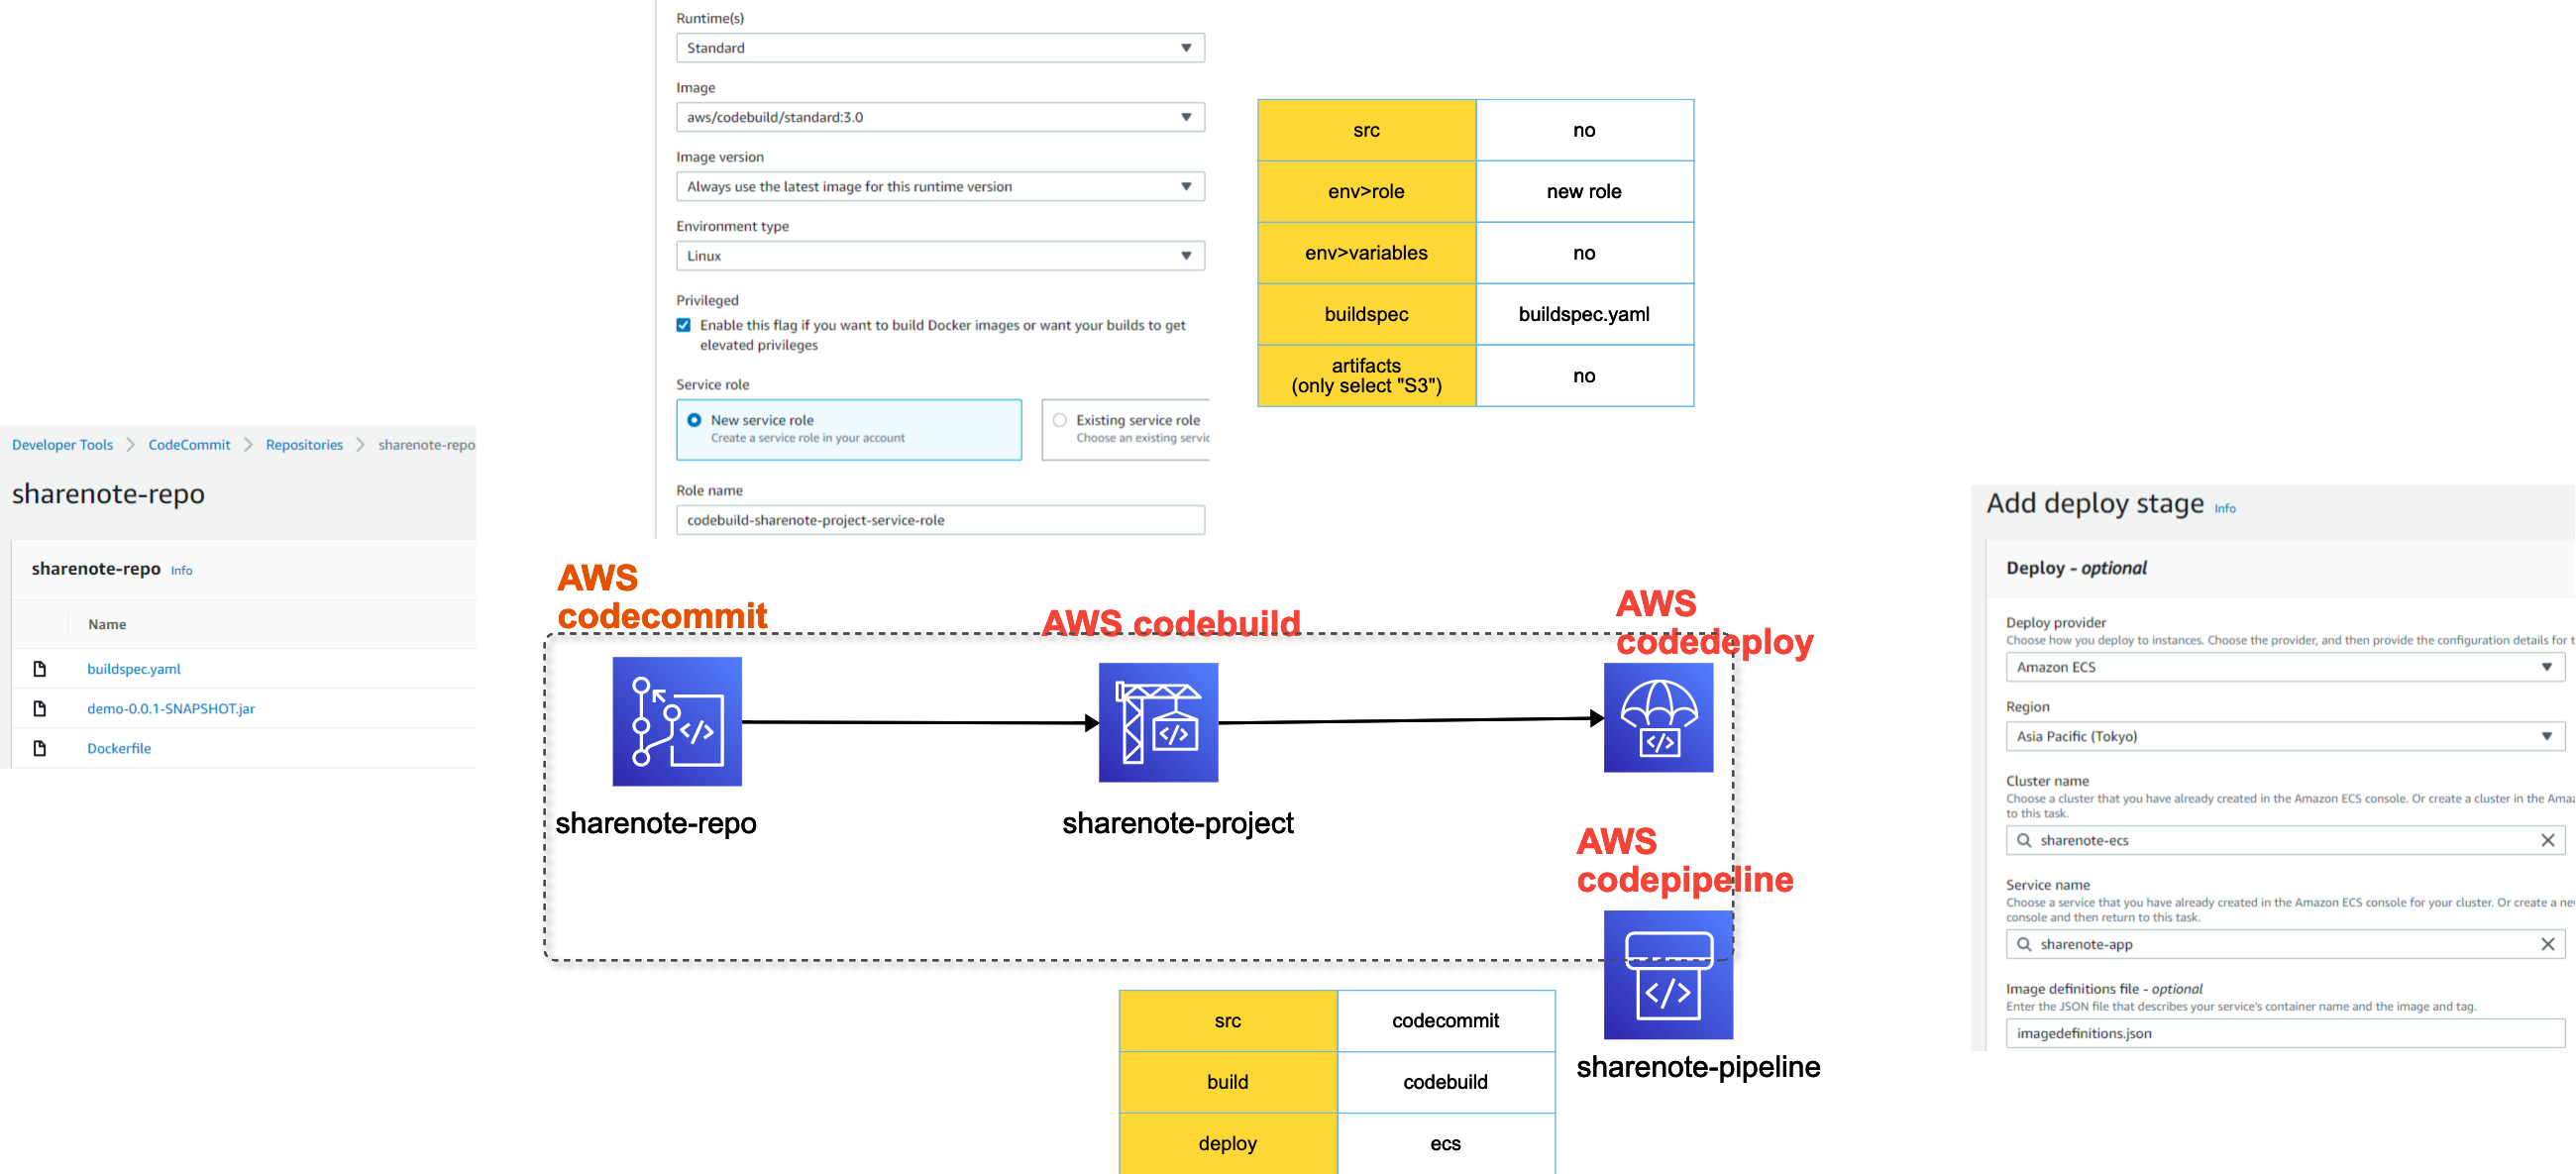 Runtime(s)
Standard
Image
aws/codebuild/standard:3.0
Image version
Always use the latest image for this runtime version
Environment type
Linux
Privileged
Enable this flag if you want to build Docker images or want your builds to get
elevated privileges
Service role
New service role
Create a service role in your account
Existing service role
Choose an existing servic
Role name
codebuild-sharenote-project-service-role
src no
env>role new role
env>variables no
buildspec buildspec.yaml
artifacts
(only select "S3") no
Developer Tools CodeCommit Repositories sharenote-repo
sharenote-repo
sharenote-repo Info
Name
buildspec.yaml
demo-0.0.1-SNAPSHOT.jar
Dockerfile
AWS
codecommit
AWS codebuild
AWS
codedeploy
sharenote-repo
sharenote-project
AWS
codepipeline
sharenote-pipeline
src codecommit
build codebuild
deploy ecs
Add deploy stage Info
Deploy - optional
Deploy provider
Choose how you deploy to instances. Choose the provider, and then provide the configuration details for t
Amazon ECS
Region
Asia Pacific (Tokyo)
Cluster name
Choose a cluster that you have already created in the Amazon ECS console. Or create a cluster in the Amaz
to this task.
sharenote-ecs
Service name
Choose a service that you have already created in the Amazon ECS console for your cluster. Or create a ne
console and then return to this task.
sharenote-app
Image definitions file - optional
Enter the JSON file that describes your service's container name and the image and tag.
imagedefinitions.json